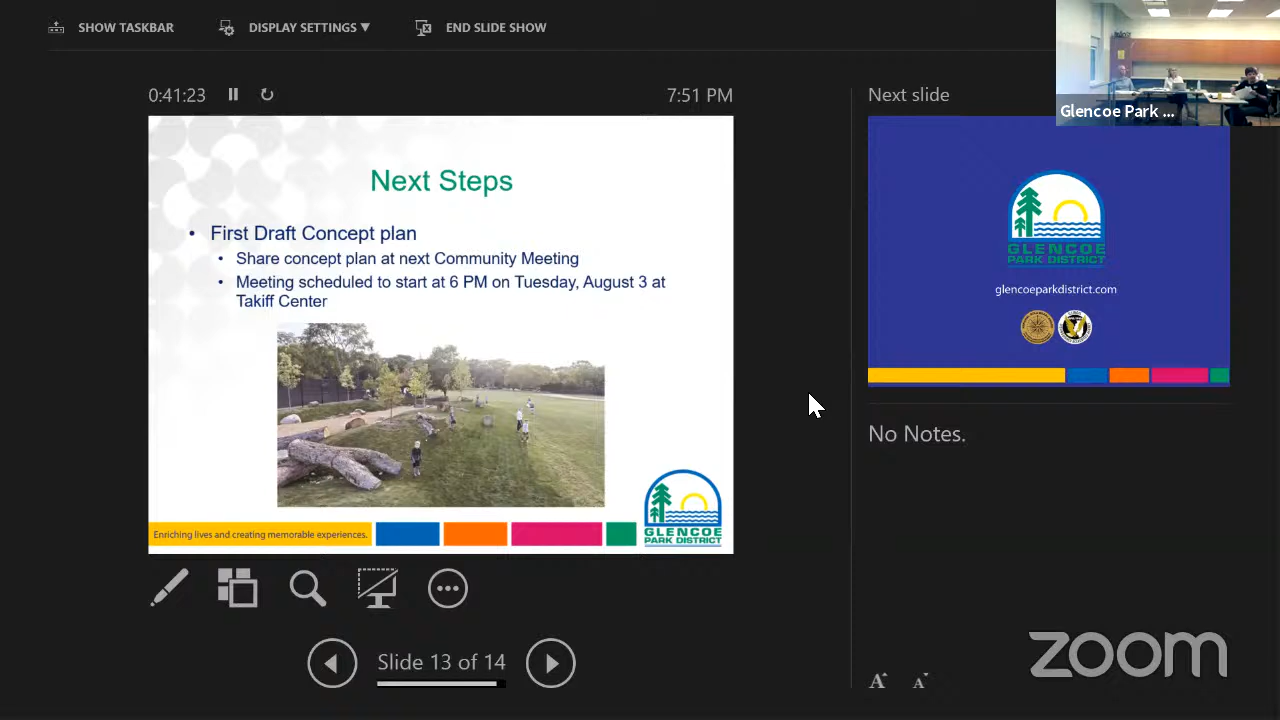 SHOW TASKBAR
DISPLAY SETTINGS ▼
END SLIDE SHOW
0:41:23
7:51 PM
Next slide
Glencoe Park ...
Next Steps
• First Draft Concept plan
• Share concept plan at next Community Meeting
• Meeting scheduled to start at 6 PM on Tuesday, August 3 at
Takiff Center
Enriching lives and creating memorable experiences.
GLENCOE
PARK DISTRICT
GLENCOE
PARK DISTRICT
glencoeparkdistrict.com
No Notes.
Slide 13 of 14
A A
zoom